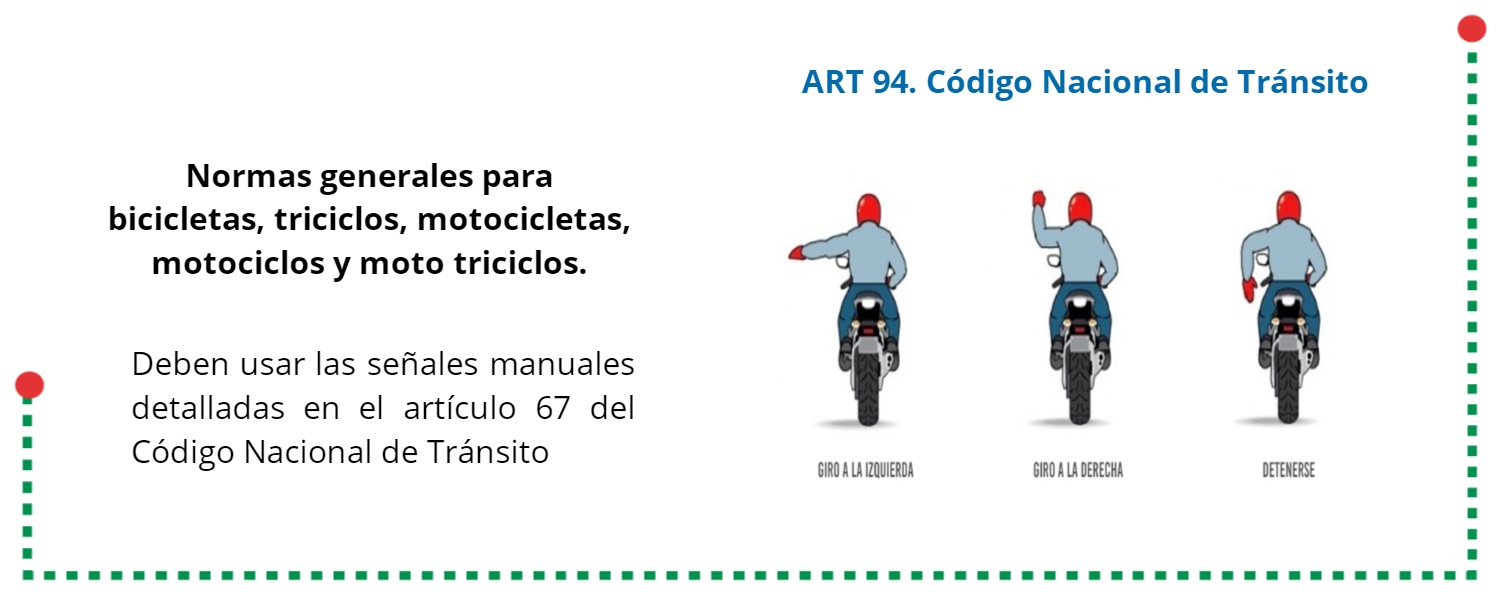 ART 94. Código Nacional de Tránsito
Normas generales para
bicicletas, triciclos, motocicletas,
motociclos y moto triciclos.
Deben usar las señales manuales
detalladas en el artículo 67 del
Código Nacional de Tránsito
GIRO A LA IZQUIERDA
GIRO A LA DERECHA
DETENERSE